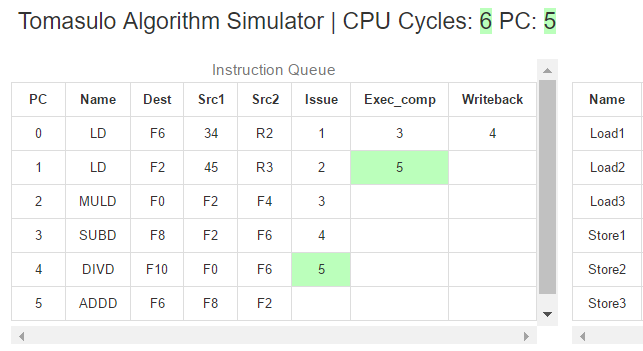 Tomasulo Algorithm Simulator | CPU Cycles: 6 PC: 5
Instruction Queue
PC Name Dest Src1 Src2 Issue Exec_comp Writeback Name
0 LD F6 34 R2 1 3 4 Load1
1 LD F2 45 R3 2 5 Load2
2 MULD F0 F2 F4 3 Load3
3 SUBD F8 F2 F6 4 Store1
4 DIVD F10 F0 F6 5 Store2
5 ADDD F6 F8 F2 Store3